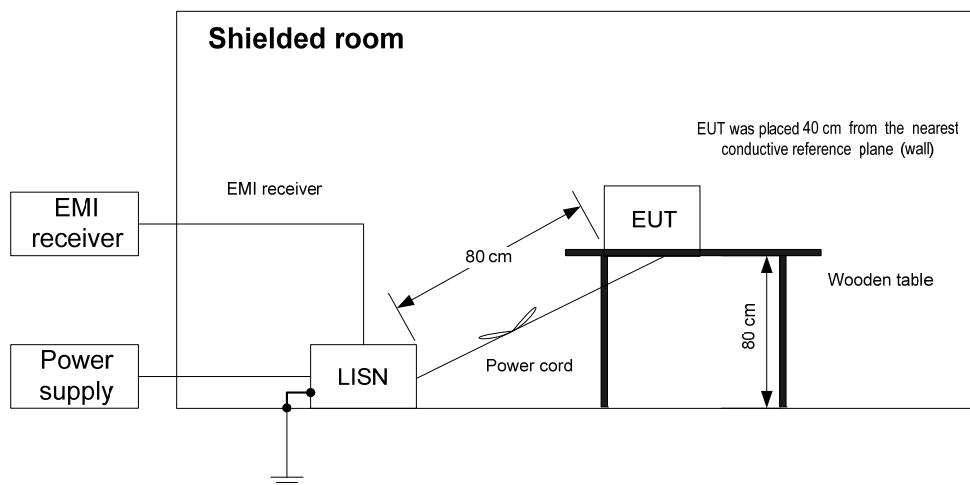 Shielded room
EUT was placed 40 cm from the nearest
conductive reference plane (wall)
EMI receiver
EMI
receiver
EUT
80 cm
Wooden table
80 cm
Power
supply
LISN
Power cord